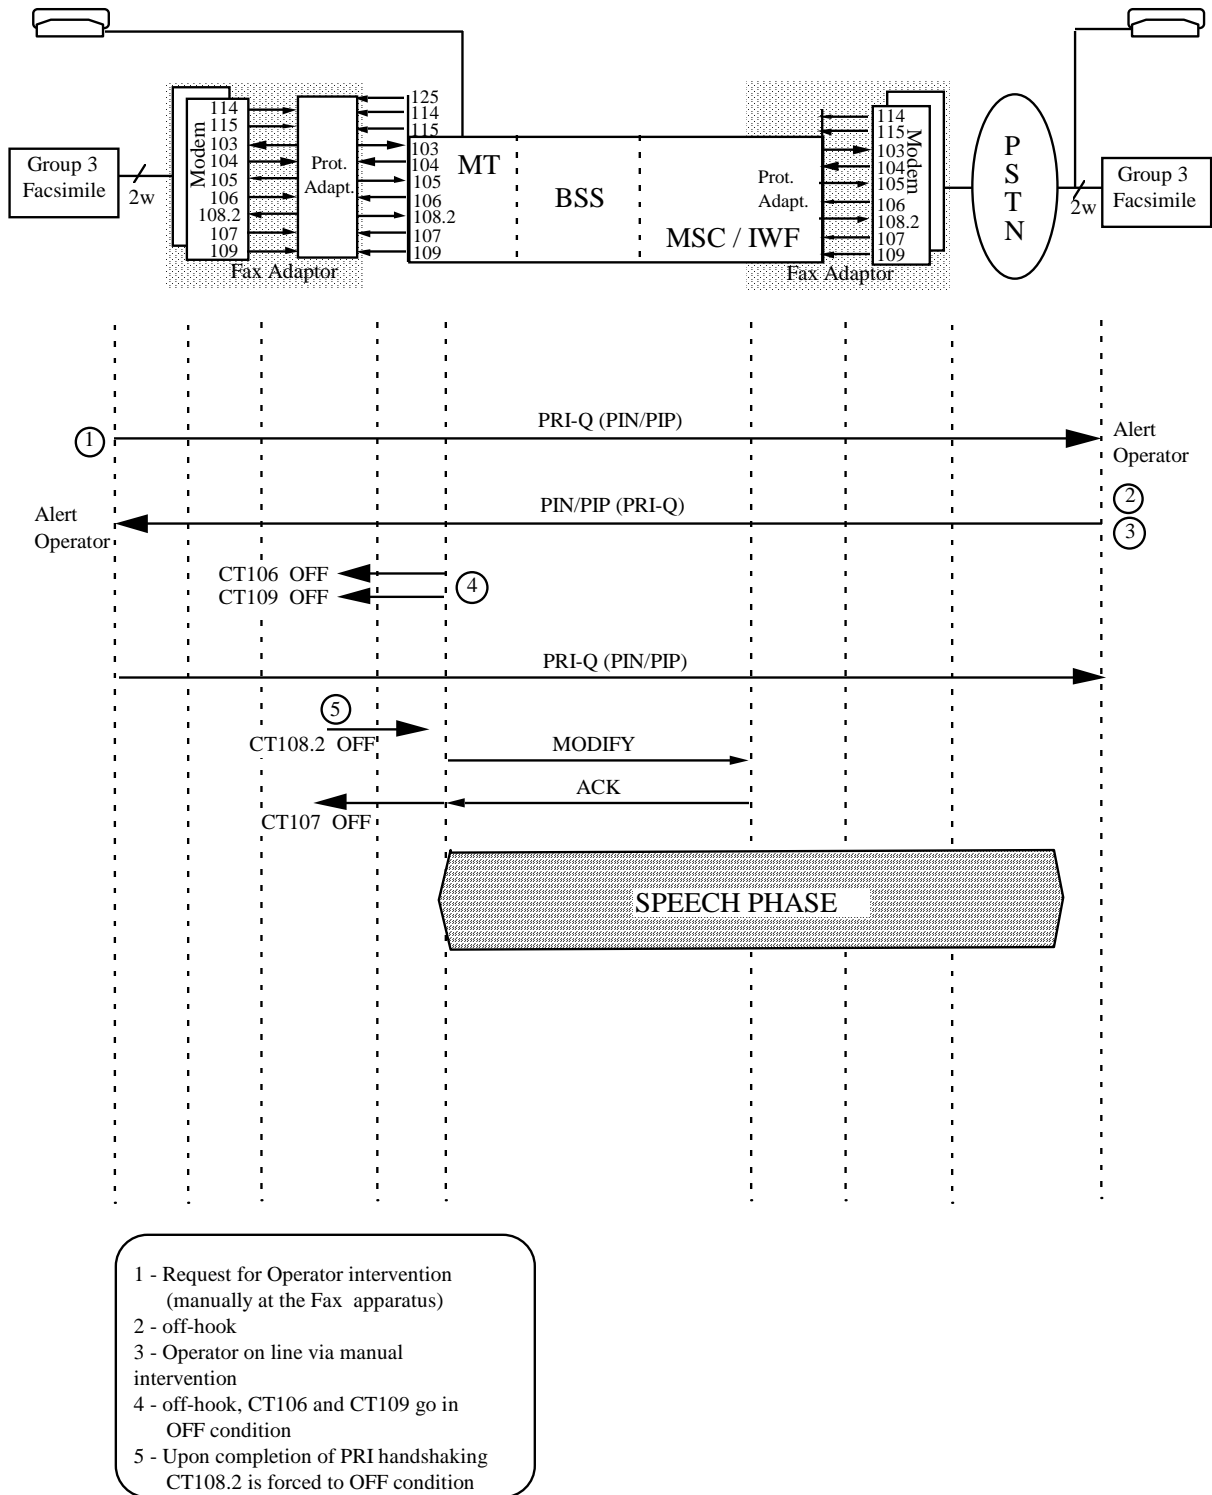 125
114
114
115
115
103
103
104
104
105
105
106
106
108.2
108.2
107
107
109
109
Modem
Group 3
Facsimile
2w
Prot.
Adapt.
Fax Adaptor
MT
BSS
MSC / IWF
Prot.
Adapt.
114
115
103
104
105
106
108.2
107
109
Modem
Fax Adaptor
P
S
T
N
2w
Group 3
Facsimile
PRI-Q (PIN/PIP)
1
Alert
Operator
2
PIN/PIP (PRI-Q)
Alert
Operator
3
CT106 OFF
4
CT109 OFF
PRI-Q (PIN/PIP)
5
CT108.2 OFF
MODIFY
ACK
CT107 OFF
SPEECH PHASE
1 - Request for Operator intervention
(manually at the Fax apparatus)
2 - off-hook
3 - Operator on line via manual
intervention
4 - off-hook, CT106 and CT109 go in
OFF condition
5 - Upon completion of PRI handshaking
CT108.2 is forced to OFF condition